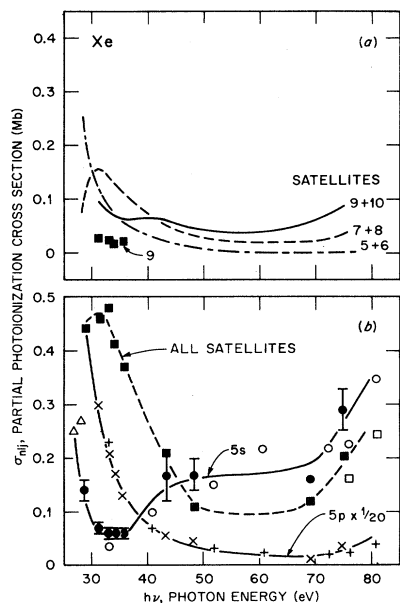 Xe
(a)
0.4
0.3
0.2
0.1
0
SATELLITES
9+10
7+8
5+6
9
σnlj, PARTIAL PHOTOIONIZATION CROSS SECTION (Mb)
0.5
(b)
0.4
ALL SATELLITES
0.3
0.2
5s
0.1
5p x 1/20
0
30 40 50 60 70 80
hν, PHOTON ENERGY (eV)